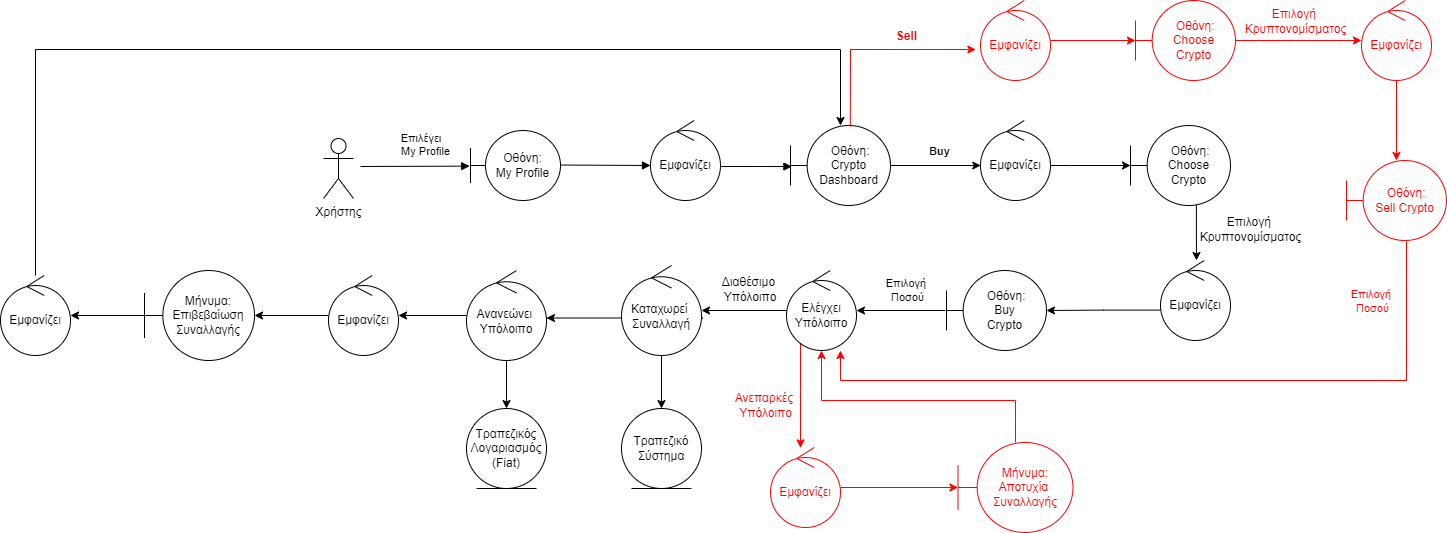 Sell
Εμφανίζει
Οθόνη:
Choose
Crypto
Επιλογή
Κρυπτονομίσματος
Εμφανίζει
Επιλέγει
My Profile
Χρήστης
Οθόνη:
My Profile
Εμφανίζει
Οθόνη:
Crypto
Dashboard
Buy
Εμφανίζει
Οθόνη:
Choose
Crypto
Οθόνη:
Sell Crypto
Επιλογή
Κρυπτονομίσματος
Εμφανίζει
Μήνυμα:
Επιβεβαίωση
Συναλλαγής
Εμφανίζει
Ανανεώνει
Υπόλοιπο
Καταχωρεί
Συναλλαγή
Διαθέσιμο
Υπόλοιπο
Ελέγχει
Υπόλοιπο
Επιλογή
Ποσού
Οθόνη:
Buy
Crypto
Εμφανίζει
Επιλογή
Ποσού
Ανεπαρκές
Υπόλοιπο
Τραπεζικός
Λογαριασμός
(Fiat)
Τραπεζικό
Σύστημα
Εμφανίζει
Μήνυμα:
Αποτυχία
Συναλλαγής